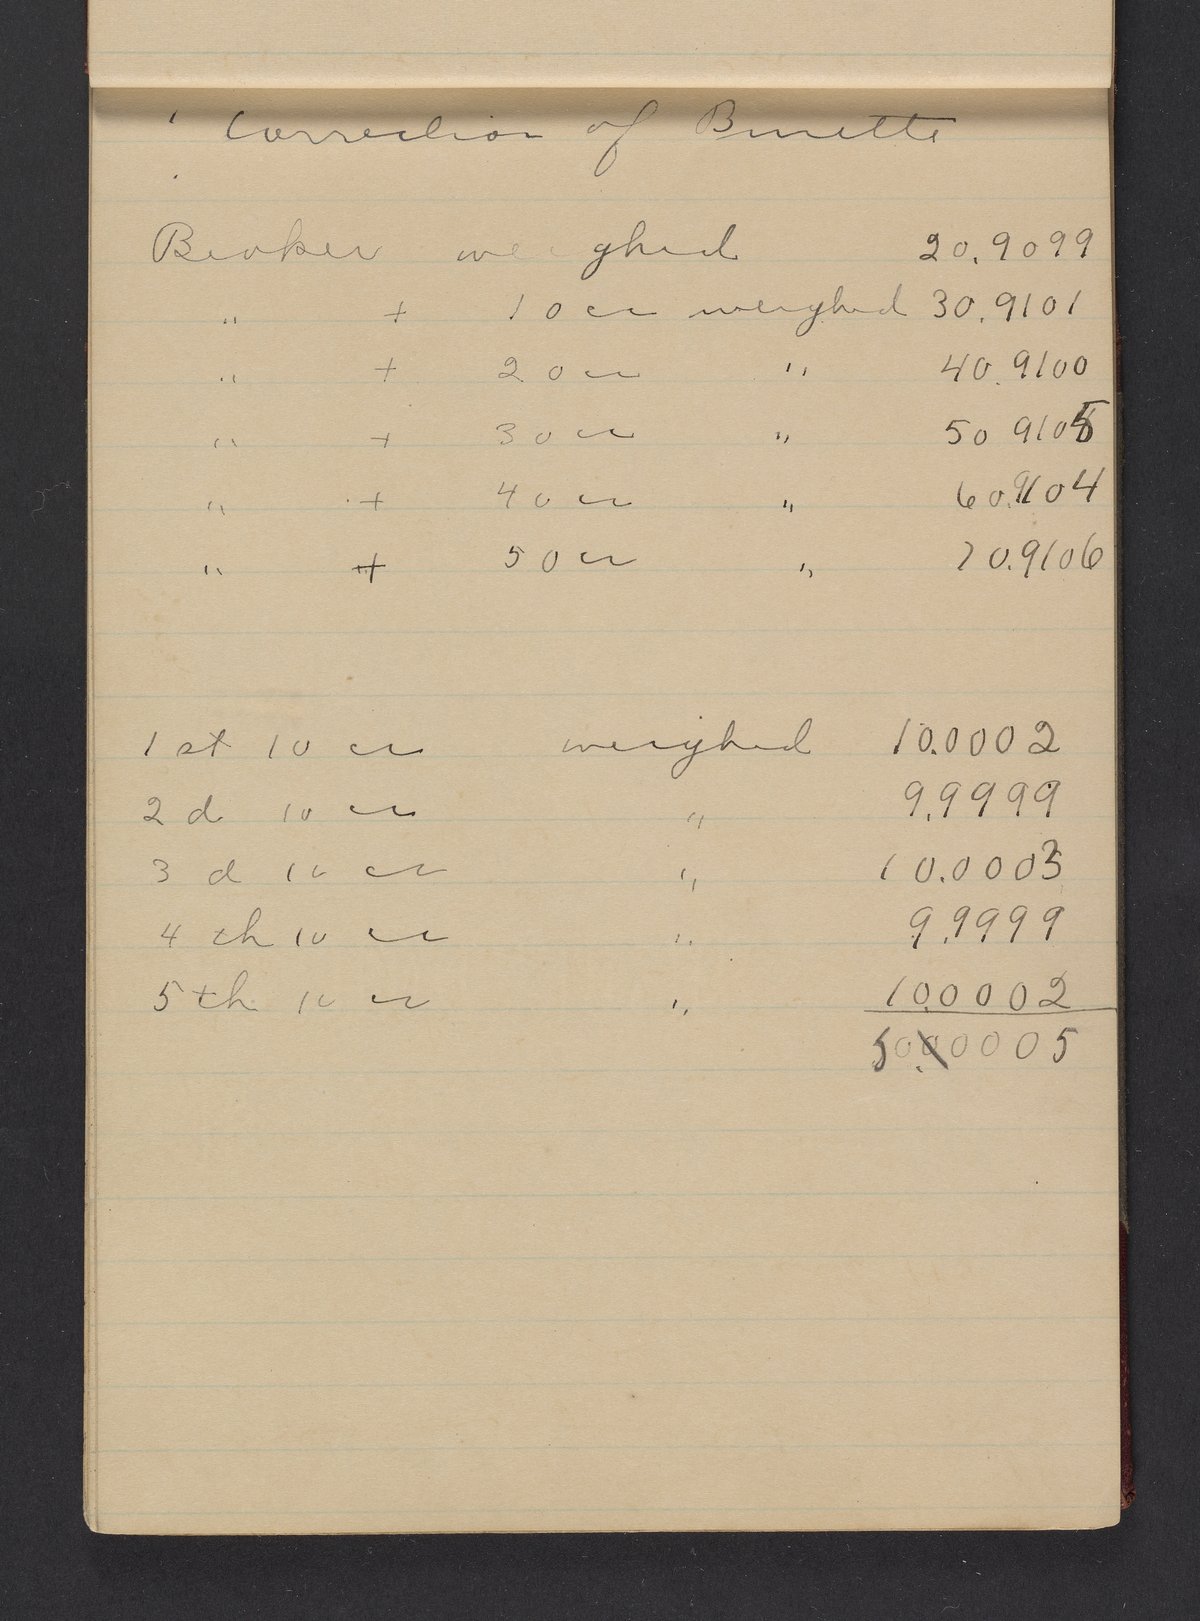 Correction of Burette
Beaker weighed 20.9099
" + 10 cc weighed 30.9101
" + 20 cc " 40.9100
" + 30 cc " 50 9105
" + 40 cc " 60.9104
" + 50 cc " 70.9106
1st 10 cc weighed 10.0002
2d 10 cc " 9.9999
3d 10 cc " 10.0003
4th 10 cc " 9.9999
5th 10 cc " 10.0002
50.0005